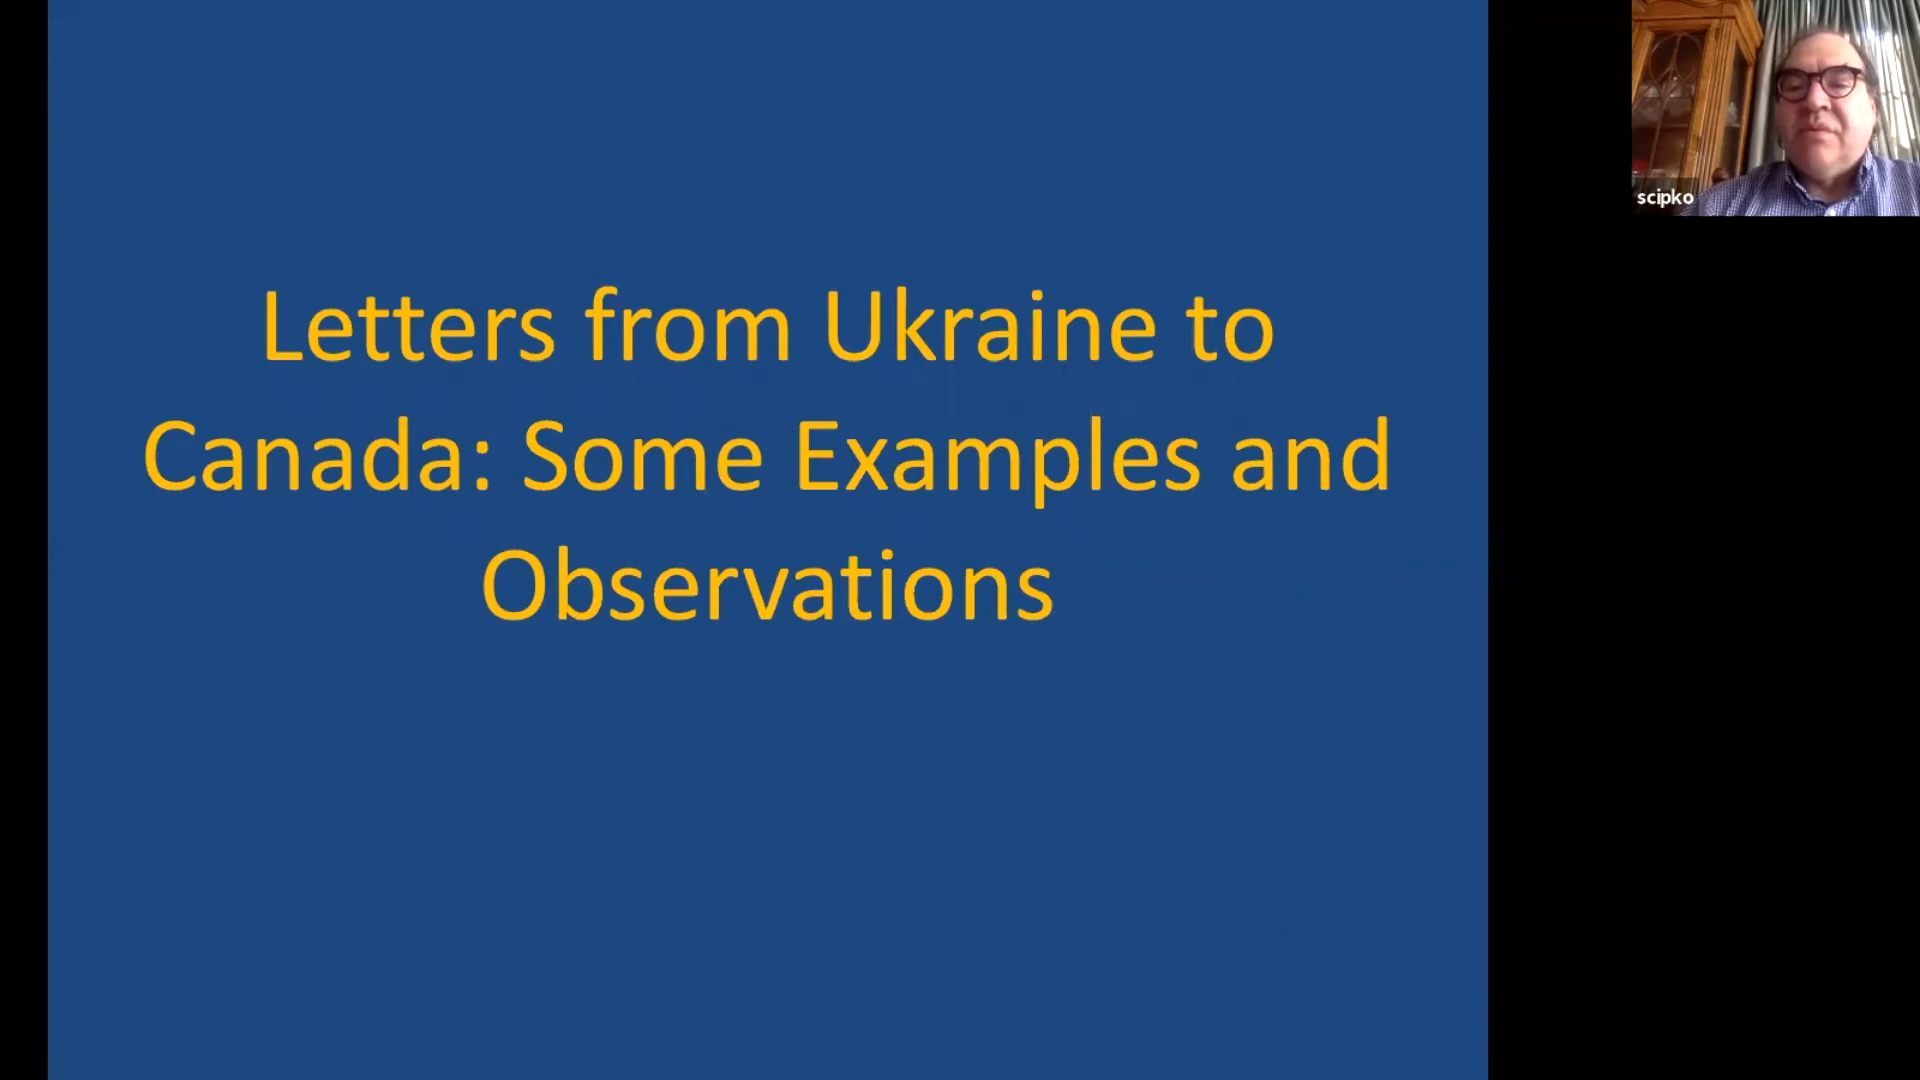 Letters from Ukraine to
Canada: Some Examples and
Observations
scipko